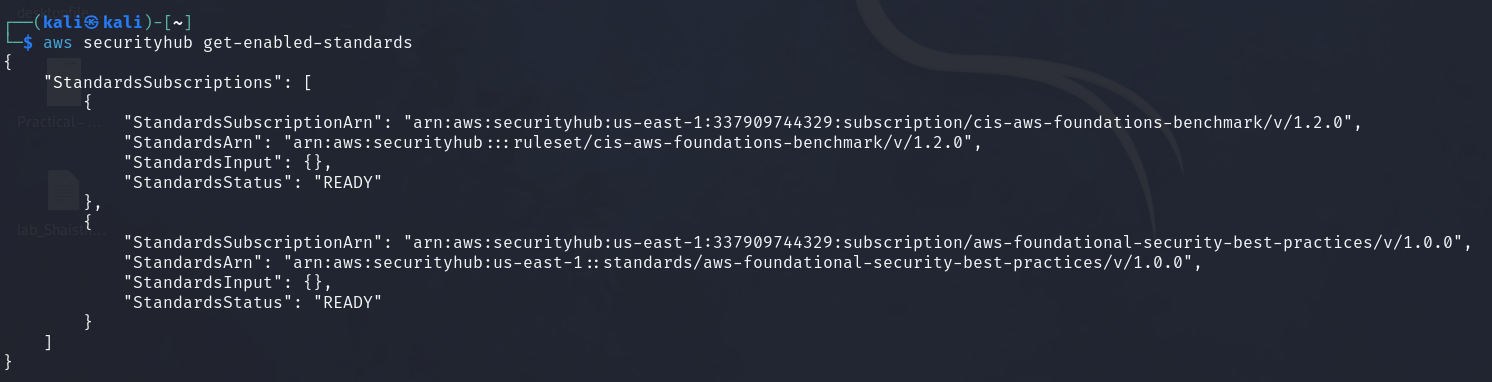 desktopfile
┌──(kali㉿kali)-[~]
└─$ aws securityhub get-enabled-standards
{
    "StandardsSubscriptions": [
        {
            "StandardsSubscriptionArn": "arn:aws:securityhub:us-east-1:337909744329:subscription/cis-aws-foundations-benchmark/v/1.2.0",
            "StandardsArn": "arn:aws:securityhub:::ruleset/cis-aws-foundations-benchmark/v/1.2.0",
            "StandardsInput": {},
            "StandardsStatus": "READY"
        },
        {
            "StandardsSubscriptionArn": "arn:aws:securityhub:us-east-1:337909744329:subscription/aws-foundational-security-best-practices/v/1.0.0",
            "StandardsArn": "arn:aws:securityhub:us-east-1::standards/aws-foundational-security-best-practices/v/1.0.0",
            "StandardsInput": {},
            "StandardsStatus": "READY"
        }
    ]
}
Practical - ...
lab_Shaist...